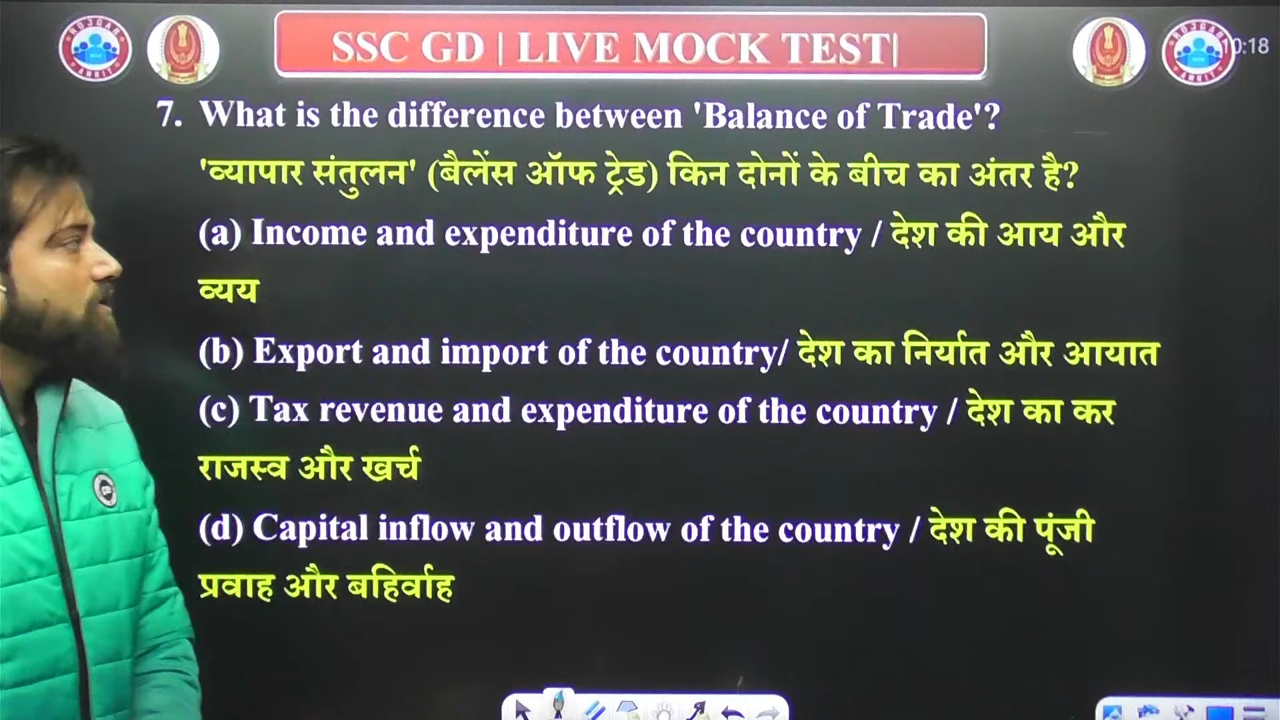 SSC GD | LIVE MOCK TEST|
10:18
7. What is the difference between 'Balance of Trade'?
'व्यापार संतुलन' (बैलेंस ऑफ ट्रेड) किन दोनों के बीच का अंतर है?
(a) Income and expenditure of the country / देश की आय और
व्यय
(b) Export and import of the country/ देश का निर्यात और आयात
(c) Tax revenue and expenditure of the country / देश का कर
राजस्व और खर्च
(d) Capital inflow and outflow of the country / देश की पूंजी
प्रवाह और बहिर्वाह